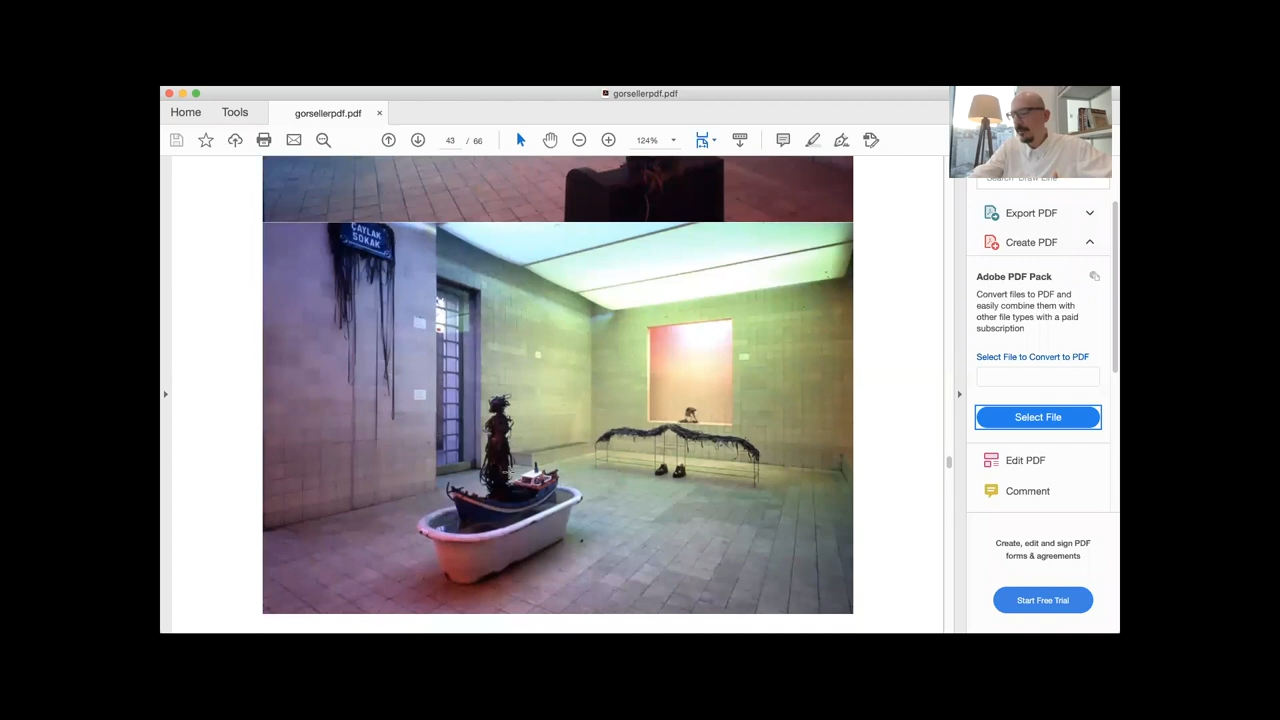 gorsellerpdf.pdf
Home
Tools
gorsellerpdf.pdf
43 / 66
124%
Export PDF
Create PDF
Adobe PDF Pack
Convert files to PDF and
easily combine them with
other file types with a paid
subscription
Select File to Convert to PDF
Select File
Edit PDF
Comment
Create, edit and sign PDF
forms & agreements
Start Free Trial
ÇAYLAK
SOKAK